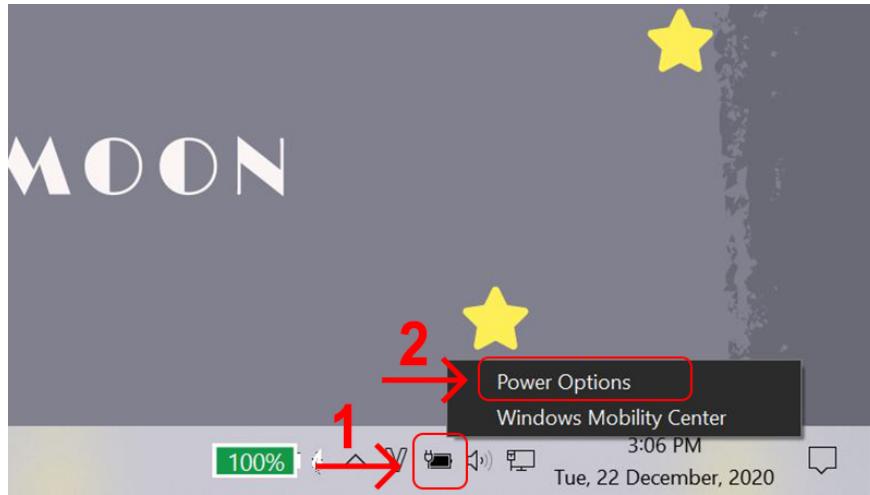 MOON
2
Power Options
Windows Mobility Center
1
100%
V
3:06 PM
Tue, 22 December, 2020